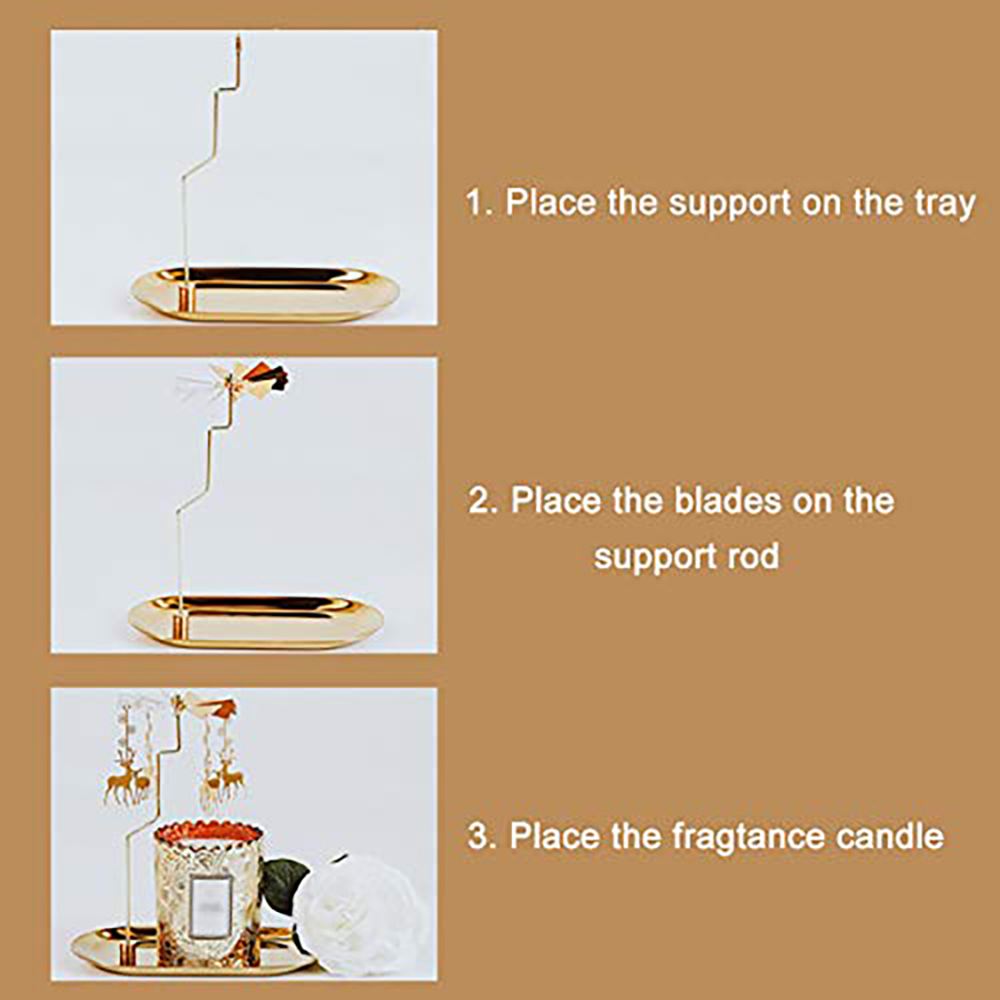 1. Place the support on the tray
2. Place the blades on the
support rod
3. Place the fragtance candle